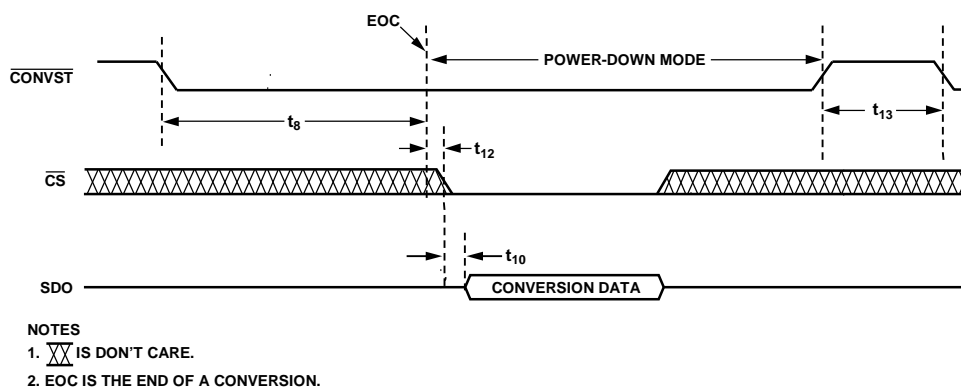 EOC
POWER-DOWN MODE
CONVST
t8
t13
t12
CS
t10
SDO
CONVERSION DATA
NOTES
1. IS DON'T CARE.
2. EOC IS THE END OF A CONVERSION.